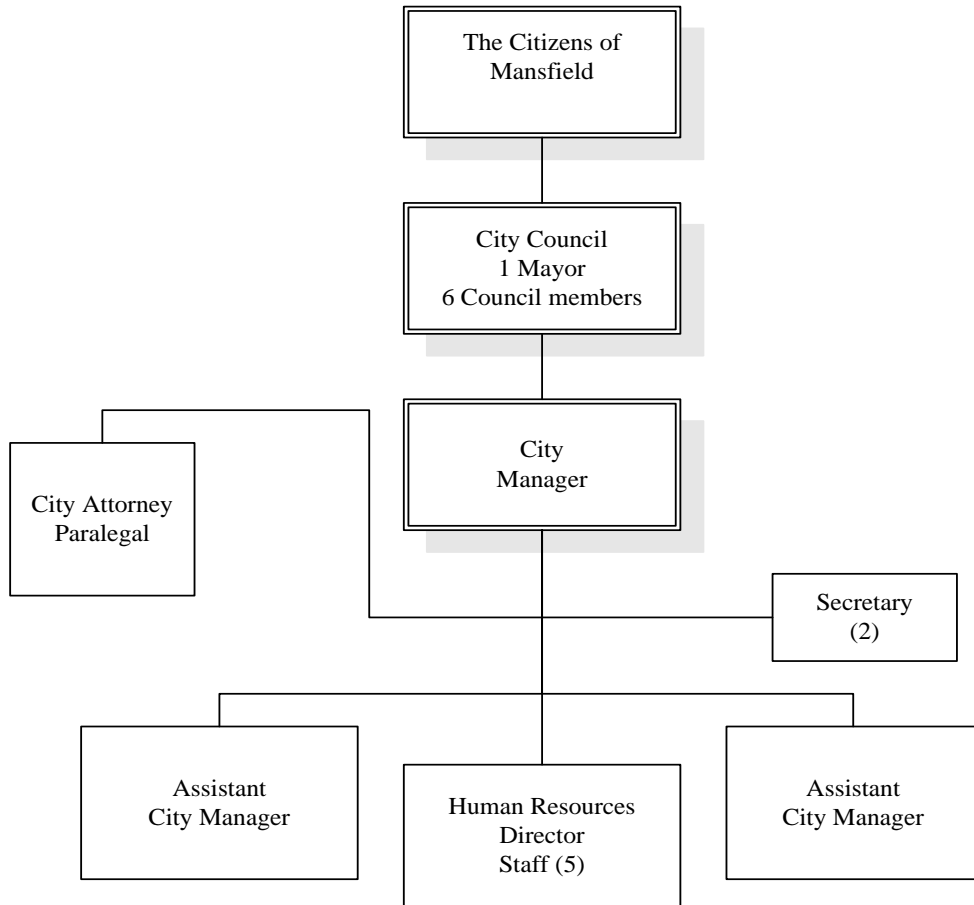 The Citizens of
Mansfield
City Council
1 Mayor
6 Council members
City
Manager
City Attorney
Paralegal
Secretary
(2)
Assistant
City Manager
Human Resources
Director
Staff (5)
Assistant
City Manager